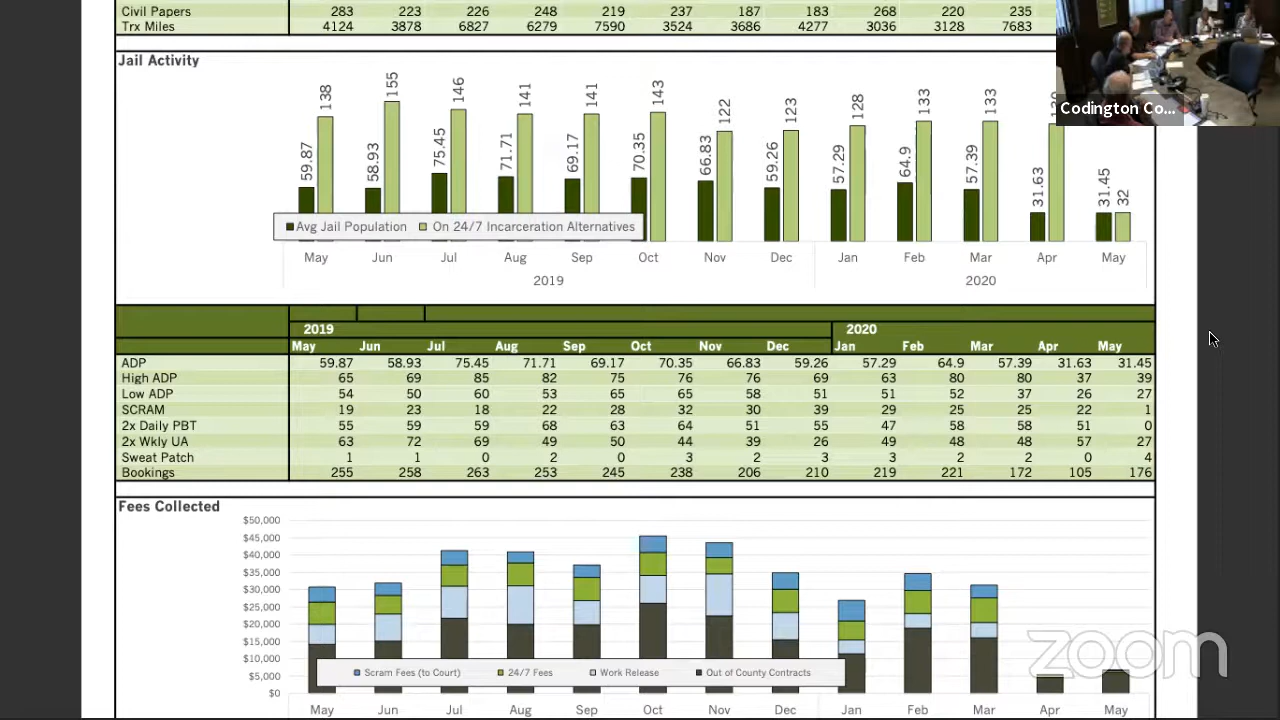 Civil Papers 283 223 226 248 219 237 187 183 268 220 235
Trx Miles 4124 3878 6827 6279 7590 3524 3686 4277 3036 3128 7683
Codington Co...
Jail Activity
59.87 138 58.93 155 75.45 146 71.71 141 69.17 141 70.35 143 66.83 122 59.26 123 57.29 128 64.9 133 57.39 133 31.63 31.45 32
Avg Jail Population On 24/7 Incarceration Alternatives
May Jun Jul Aug Sep Oct Nov Dec Jan Feb Mar Apr May
2019 2020
2019 2020
May Jun Jul Aug Sep Oct Nov Dec Jan Feb Mar Apr May
ADP 59.87 58.93 75.45 71.71 69.17 70.35 66.83 59.26 57.29 64.9 57.39 31.63 31.45
High ADP 65 69 85 82 75 76 76 69 63 80 80 37 39
Low ADP 54 50 60 53 65 65 58 51 51 52 37 26 27
SCRAM 19 23 18 22 28 32 30 39 29 25 25 22 1
2x Daily PBT 55 59 59 68 63 64 51 55 47 58 58 51 0
2x Wkly UA 63 72 69 49 50 44 39 26 49 48 48 57 27
Sweat Patch 1 1 0 2 0 3 2 3 3 2 2 0 4
Bookings 255 258 263 253 245 238 206 210 219 221 172 105 176
Fees Collected
$50,000
$45,000
$40,000
$35,000
$30,000
$25,000
$20,000
$15,000
$10,000
$5,000
$0
Scram Fees (to Court) 24/7 Fees Work Release Out of County Contracts
May Jun Jul Aug Sep Oct Nov Dec Jan Feb Mar Apr May
zoom